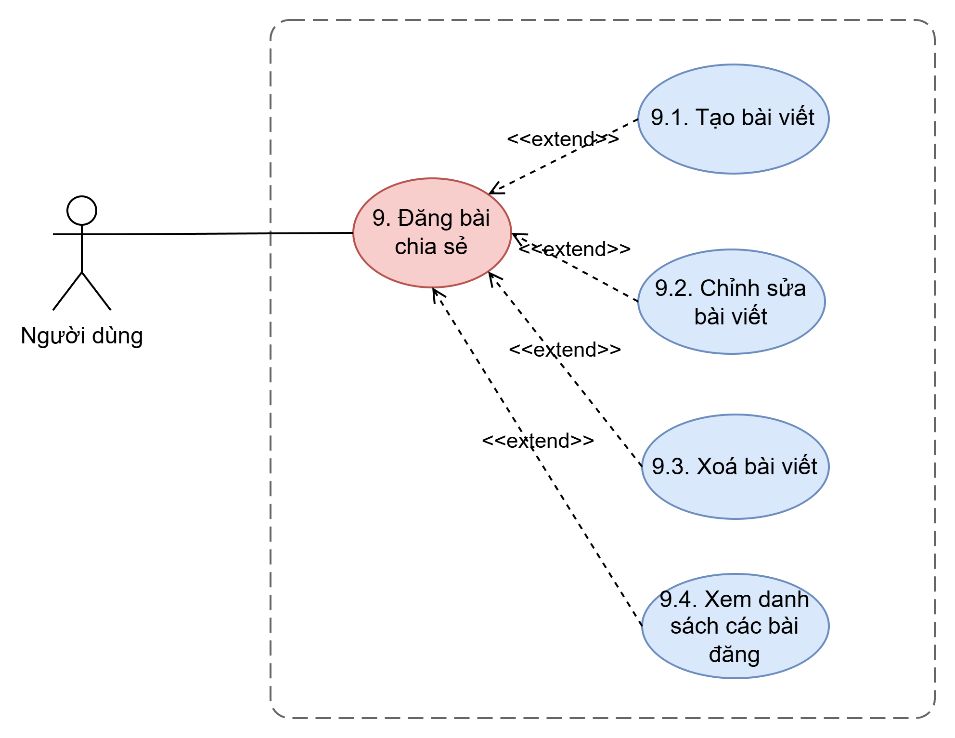 9.1. Tạo bài viết
<<extend>>
9. Đăng bài
chia sẻ
<<extend>>
9.2. Chỉnh sửa
bài viết
Người dùng
<<extend>>
<<extend>>
9.3. Xoá bài viết
9.4. Xem danh
sách các bài
đăng